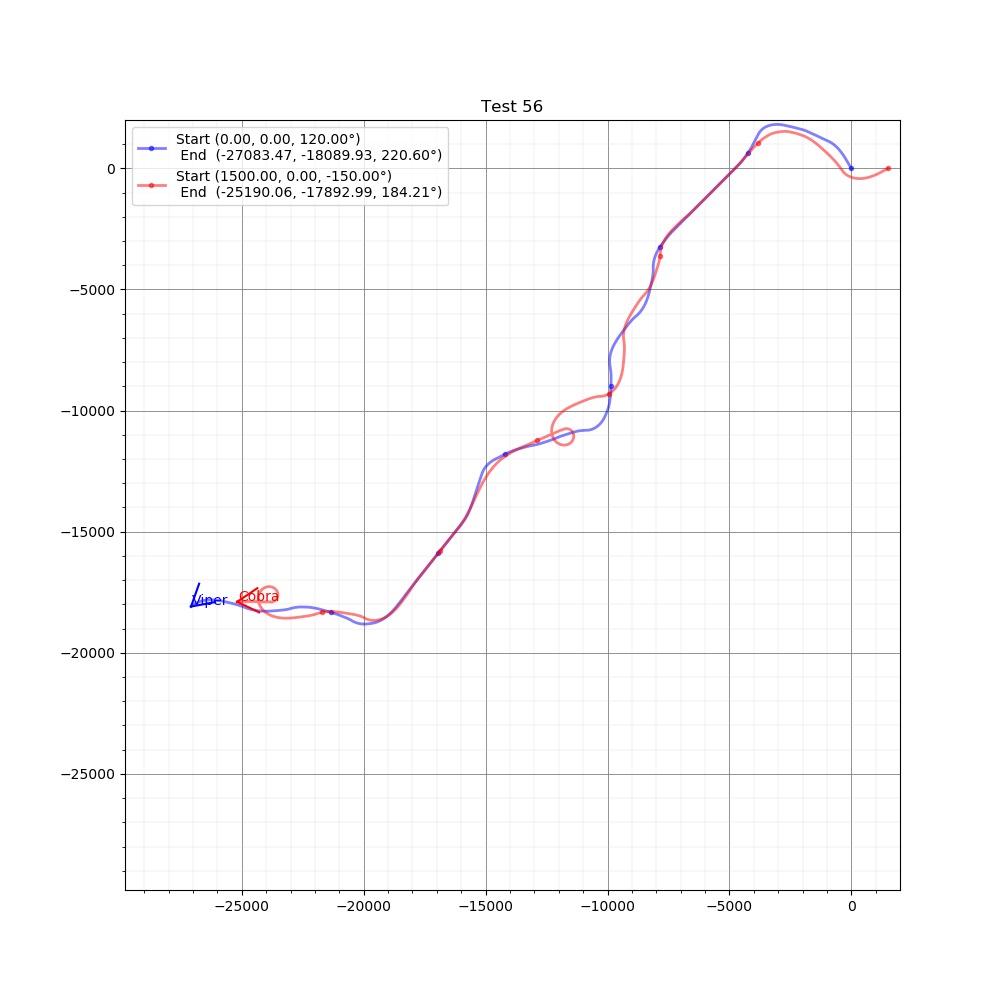 Test 56
Start (0.00, 0.00, 120.00°)
End (-27083.47, -18089.93, 220.60°)
Start (1500.00, 0.00, -150.00°)
End (-25190.06, -17892.99, 184.21°)
0
−5000
−10000
−15000
−20000
−25000
Viper
Cobra
−25000
−20000
−15000
−10000
−5000
0